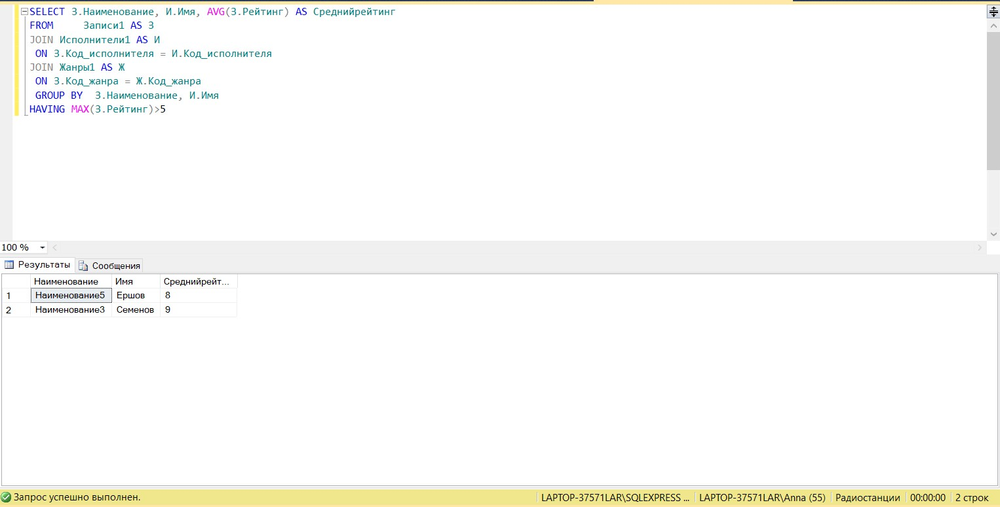 SELECT З.Наименование, И.Имя, AVG(З.Рейтинг) AS Среднийрейтинг
FROM Записи1 AS З
JOIN Исполнители1 AS И
ON З.Код_исполнителя = И.Код_исполнителя
JOIN Жанры1 AS Ж
ON З.Код_жанра = Ж.Код_жанра
GROUP BY З.Наименование, И.Имя
HAVING MAX(З.Рейтинг)>5
100 %
Результаты Сообщения
Наименование Имя Среднийрейт...
1 Наименование5 Ершов 8
2 Наименование3 Семенов 9
Запрос успешно выполнен. LAPTOP-37571LAR\SQLEXPRESS ... LAPTOP-37571LAR\Anna (55) Радиостанции 00:00:00 2 строк